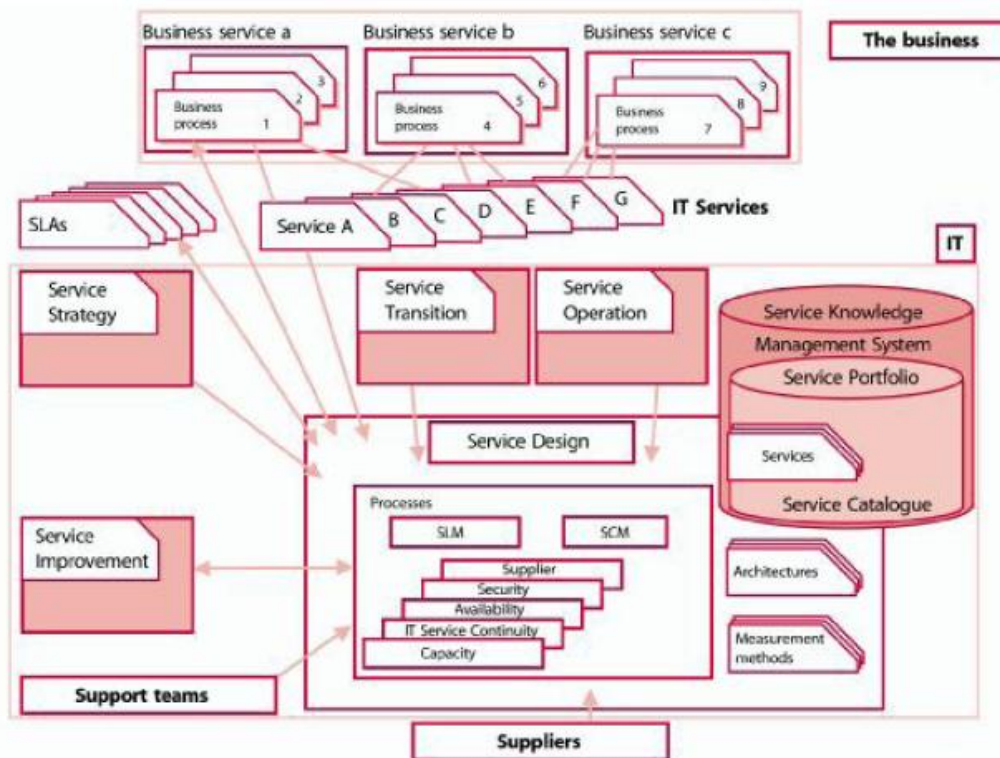 Business service a
Business service b
Business service c
The business
3
2
Business
process 1
6
5
Business
process 4
9
8
Business
process 7
SLAs
Service A
B
C
D
E
F
G
IT Services
IT
Service
Strategy
Service
Transition
Service
Operation
Service Knowledge
Management System
Service Portfolio
Services
Service Catalogue
Service Design
Processes
SLM
SCM
Supplier
Security
Availability
IT Service Continuity
Capacity
Service
Improvement
Architectures
Measurement
methods
Support teams
Suppliers